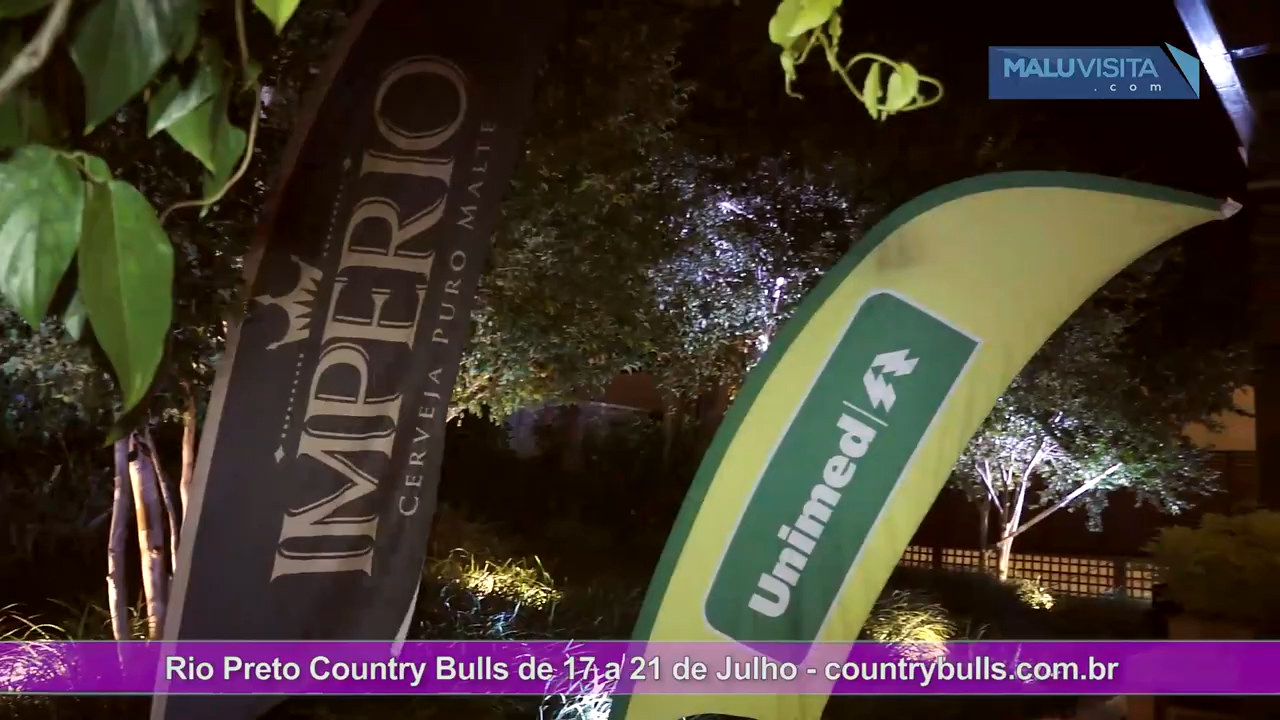 MALUVISITA
.com
IMPERIO
CERVEJA PURO MALTE
Unimed
Rio Preto Country Bulls de 17 a 21 de Julho - countrybulls.com.br